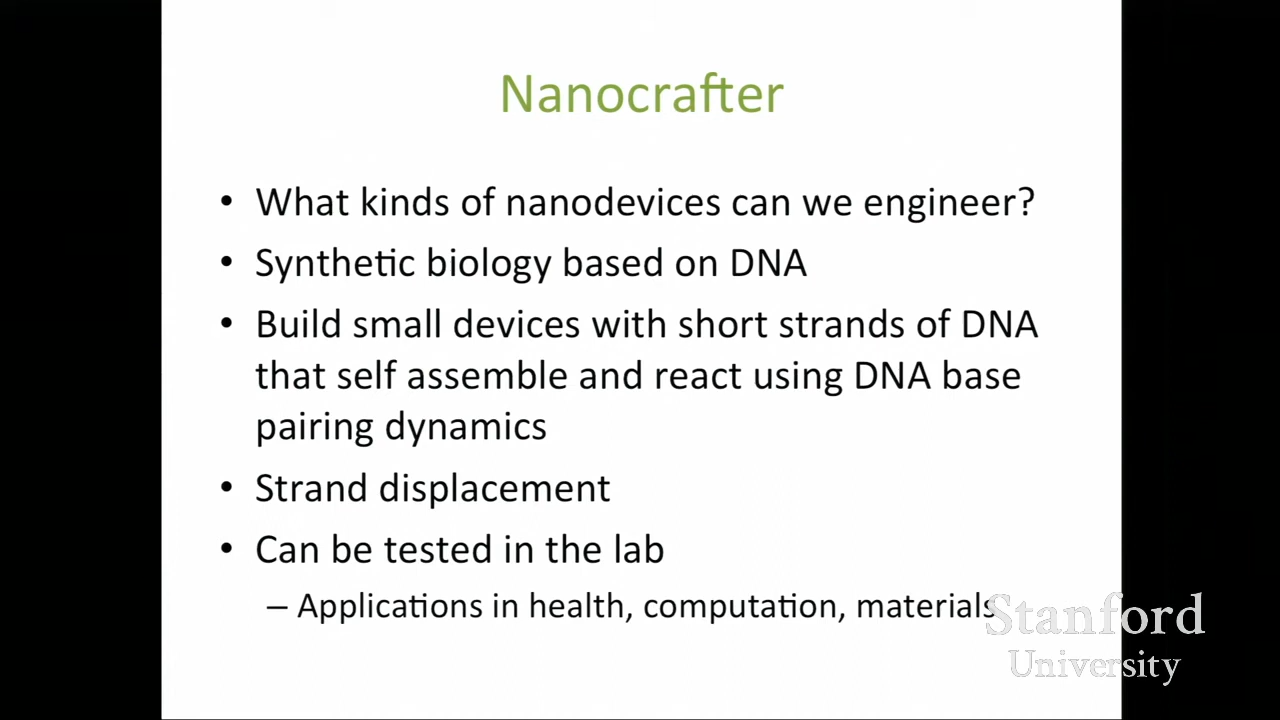 Nanocrafter
• What kinds of nanodevices can we engineer?
• Synthetic biology based on DNA
• Build small devices with short strands of DNA
that self assemble and react using DNA base
pairing dynamics
• Strand displacement
• Can be tested in the lab
– Applications in health, computation, materials
Stanford
University